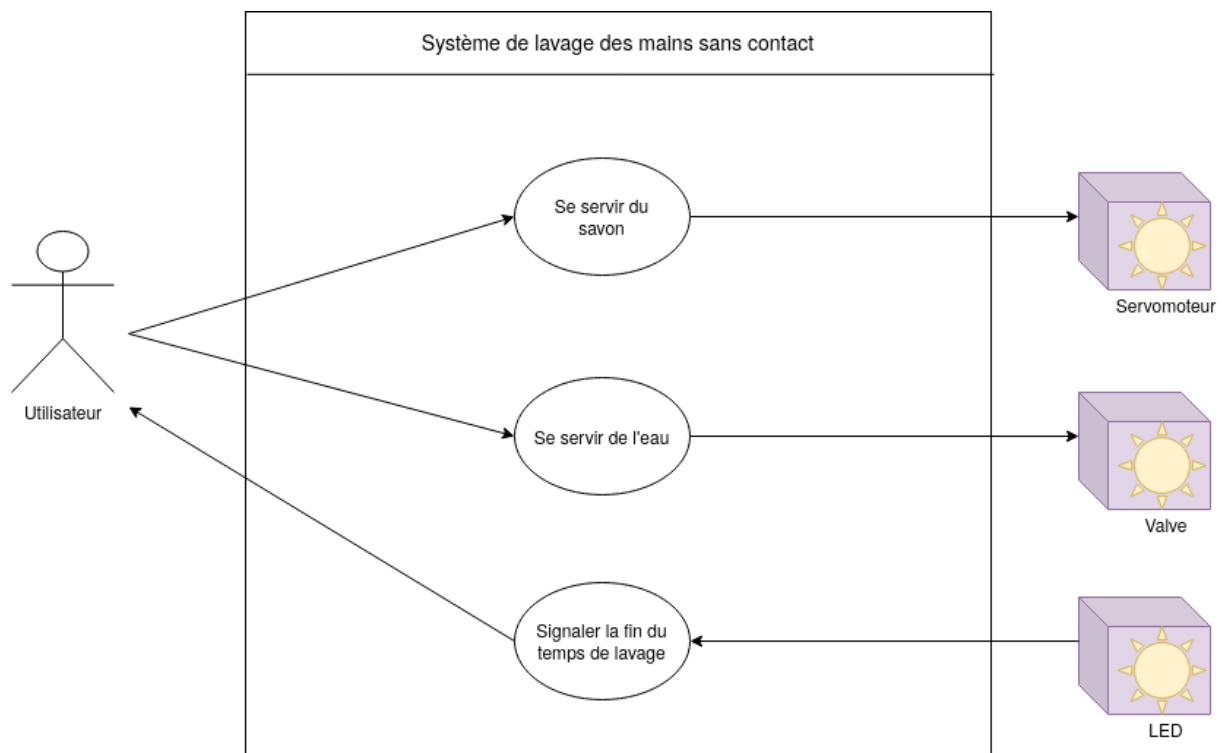 Système de lavage des mains sans contact
Se servir du
savon
Servomoteur
Utilisateur
Se servir de l'eau
Valve
Signaler la fin du
temps de lavage
LED